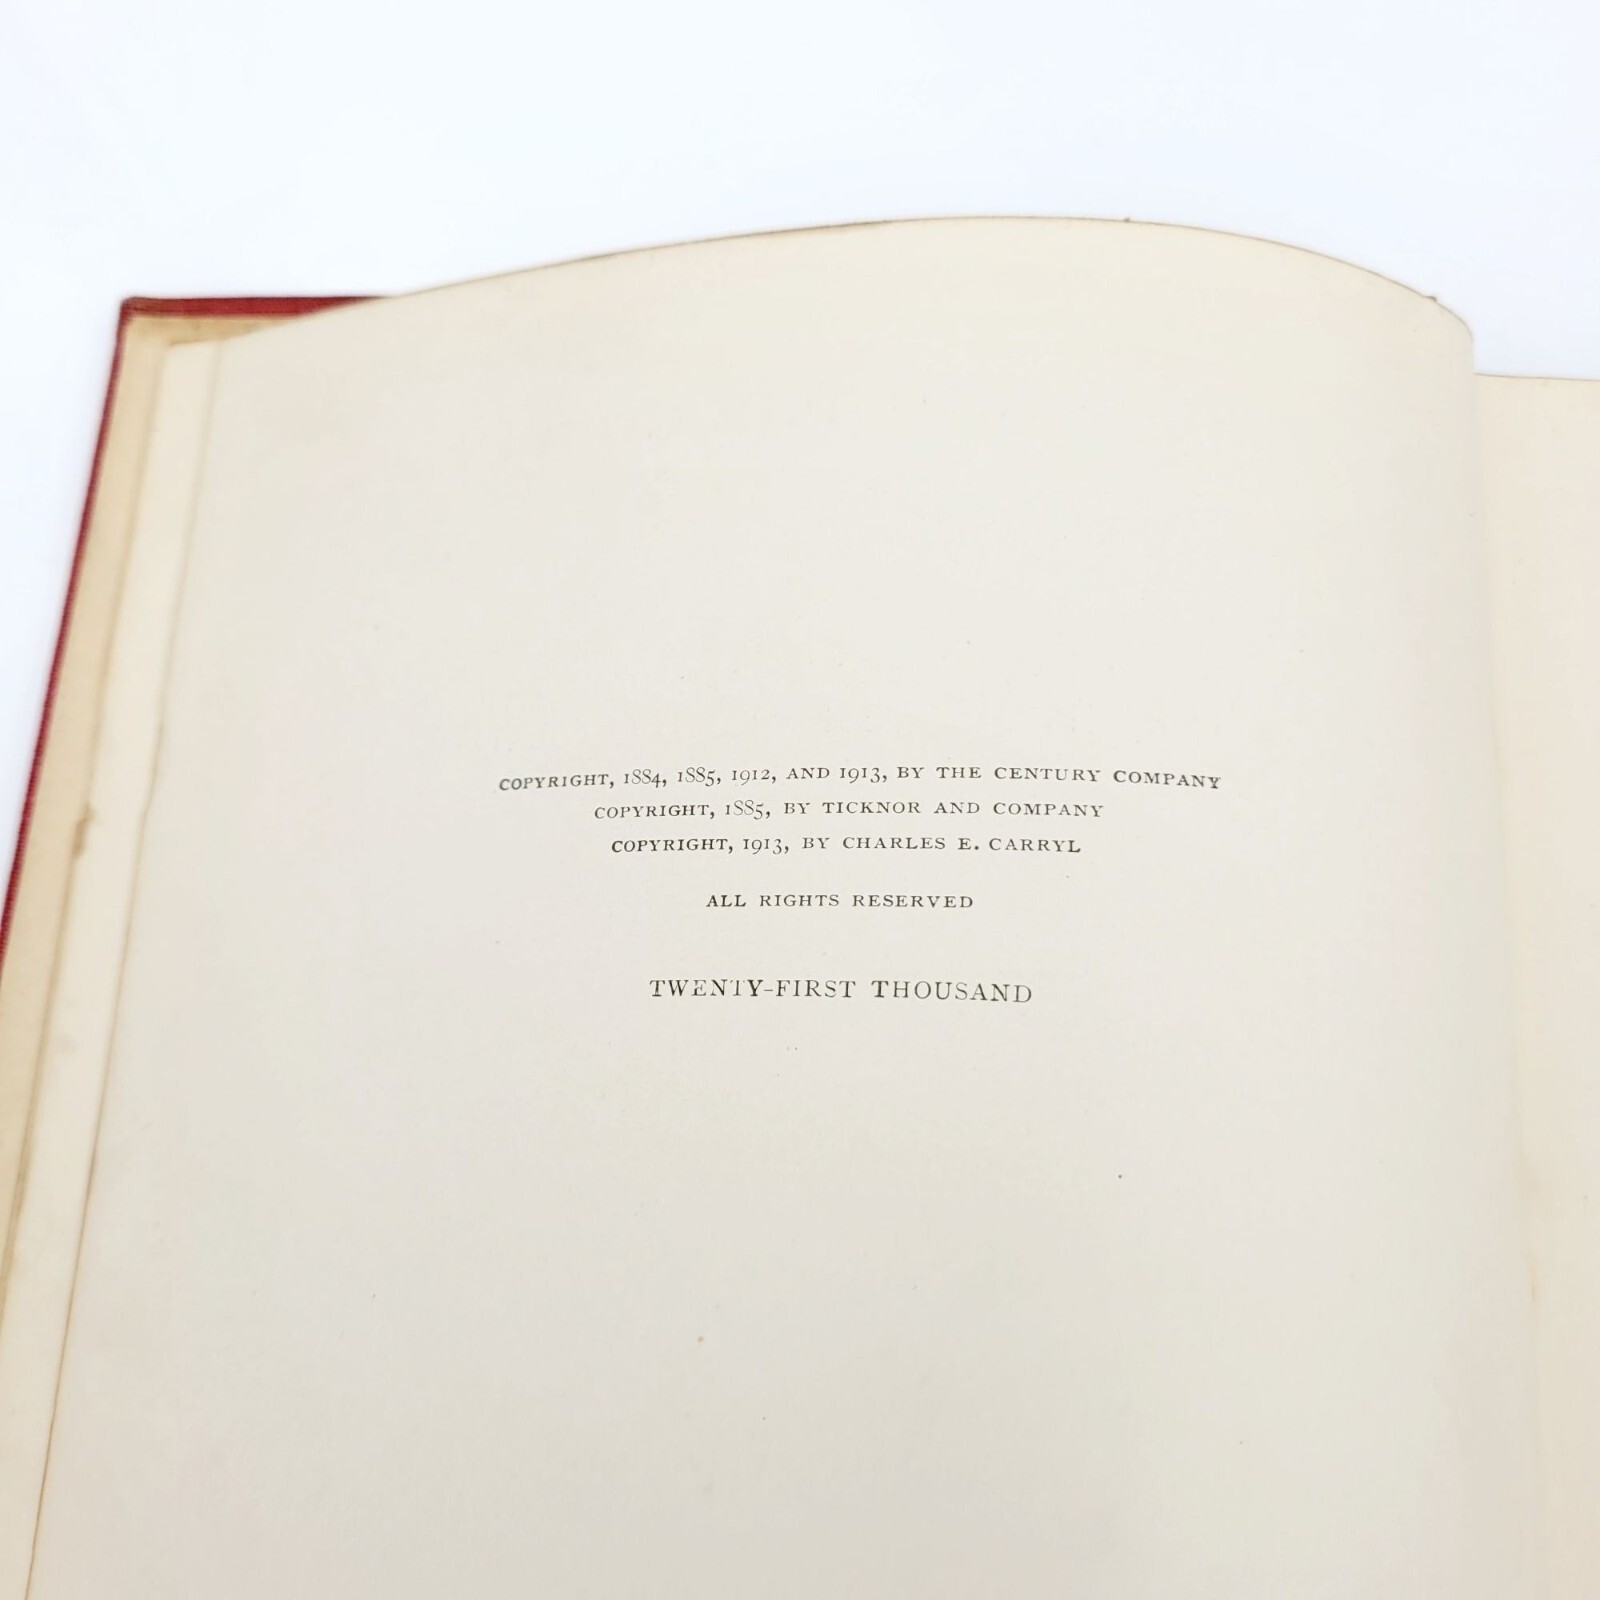 COPYRIGHT, 1884, 1885, 1912, AND 1913, BY THE CENTURY COMPANY
COPYRIGHT, 1885, BY TICKNOR AND COMPANY
COPYRIGHT, 1913, BY CHARLES E. CARRYL
ALL RIGHTS RESERVED
TWENTY-FIRST THOUSAND